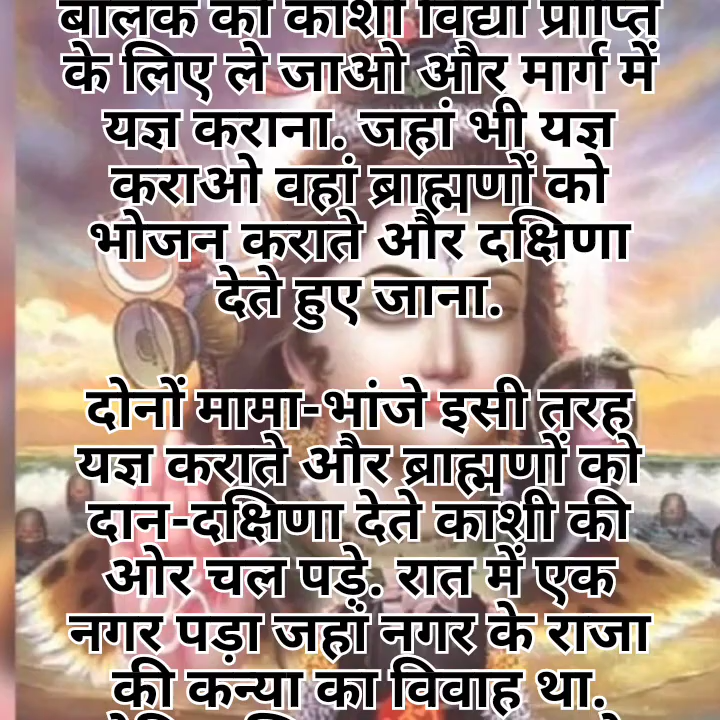 बालक को काशी विद्या प्राप्ति
के लिए ले जाओ और मार्ग में
यज्ञ कराना. जहां भी यज्ञ
कराओ वहां ब्राह्मणों को
भोजन कराते और दक्षिणा
देते हुए जाना.
दोनों मामा-भांजे इसी तरह
यज्ञ कराते और ब्राह्मणों को
दान-दक्षिणा देते काशी की
ओर चल पड़े. रात में एक
नगर पड़ा जहां नगर के राजा
की कन्या का विवाह था.